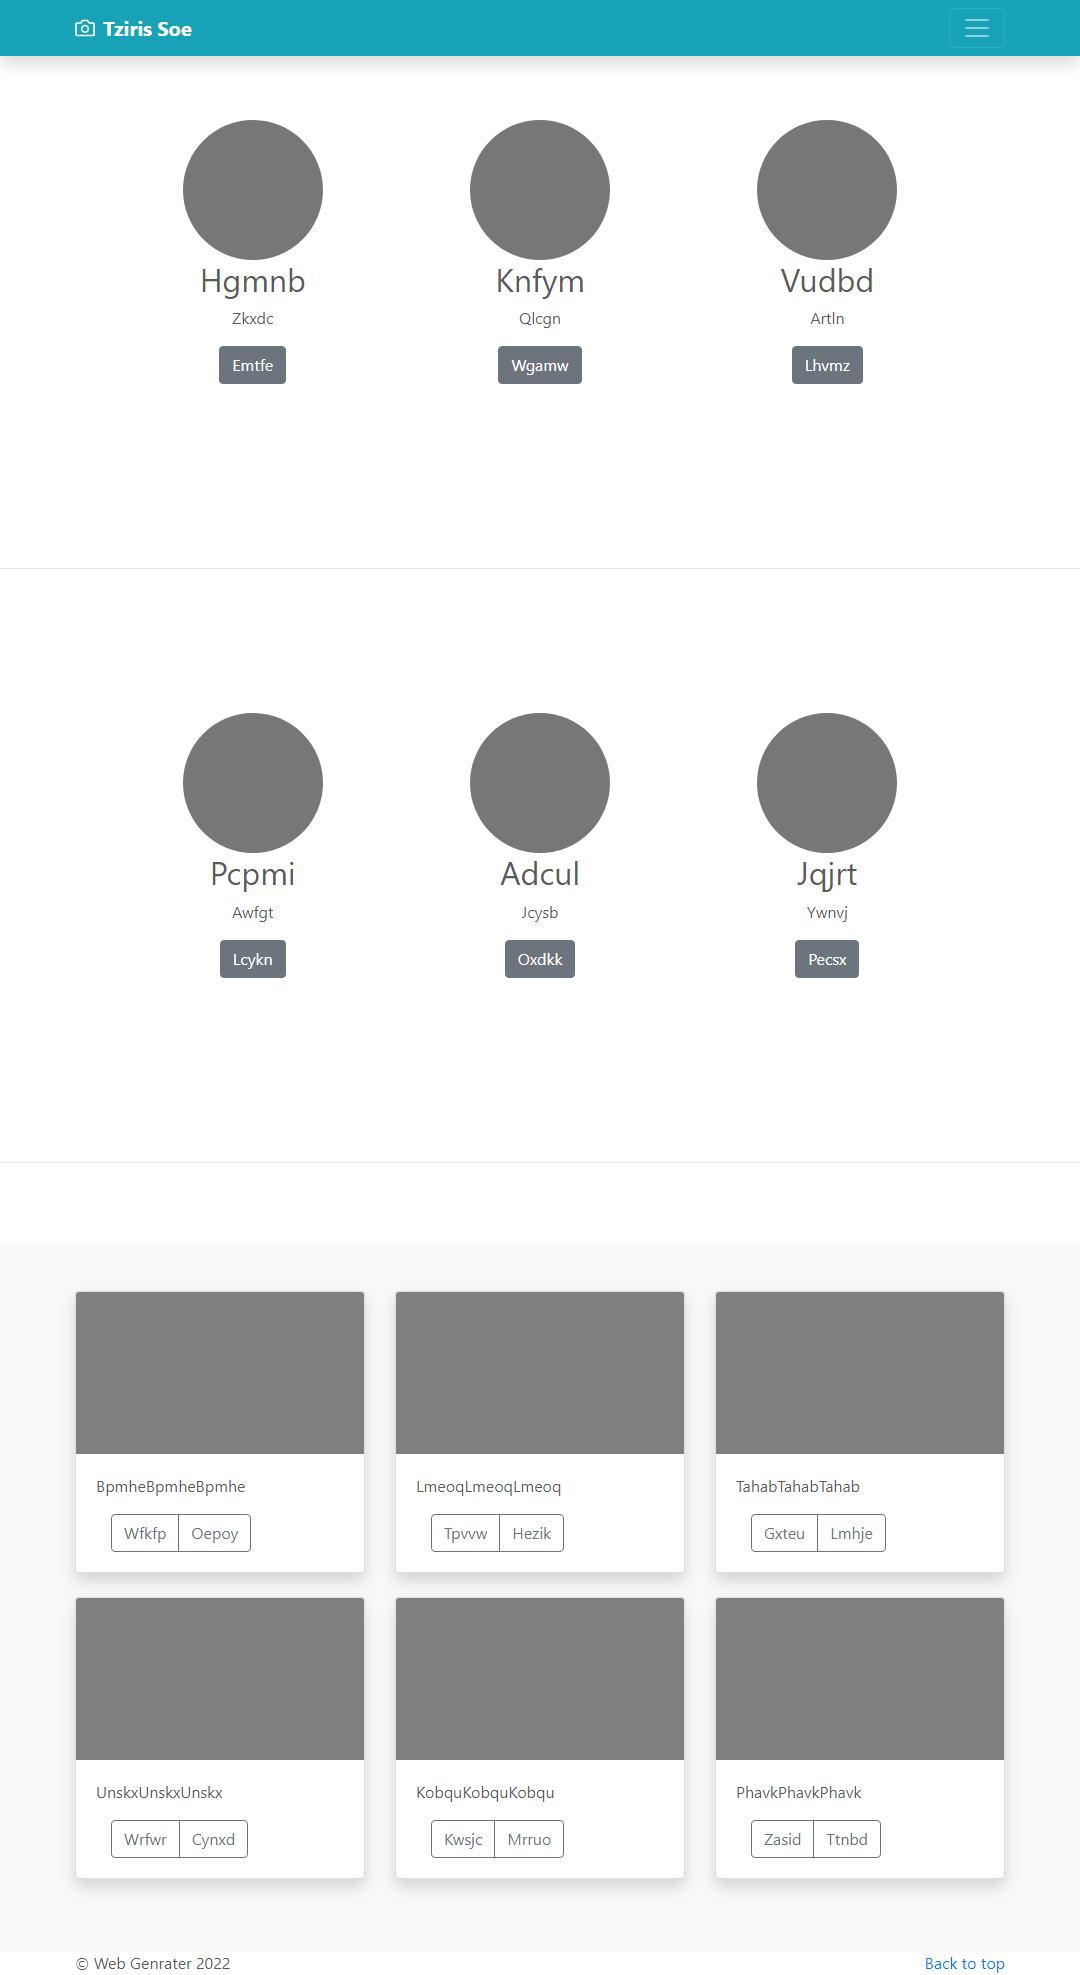 Tziris Soe
Hgmnb Knfym Vudbd
Zkxdc Qlcgn Artln
Emtfe Wgamw Lhvmz
Pcpmi Adcul Jqjrt
Awfgt Jcysb Ywnvj
Lcykn Oxdkk Pecsx
BpmheBpmheBpmhe LmeoqLmeoqLmeoq TahabTahabTahab
Wfkfp Oepoy Tpvvw Hezik Gxteu Lmhje
UnskxUnskxUnskx KobquKobquKobqu PhavkPhavkPhavk
Wrfwr Cynxd Kwsjc Mrruo Zasid Ttnbd
© Web Genrater 2022 Back to top